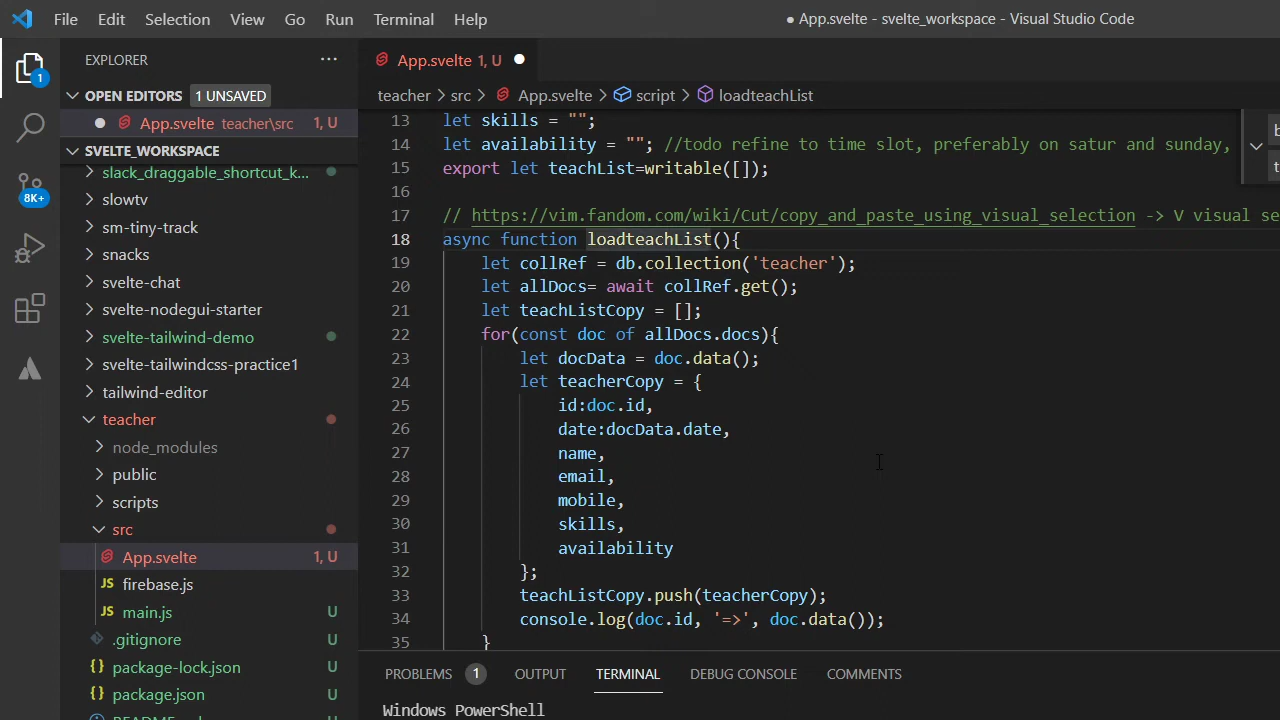 File Edit Selection View Go Run Terminal Help
● App.svelte - svelte_workspace - Visual Studio Code
EXPLORER ...
1
App.svelte 1, U
OPEN EDITORS 1 UNSAVED
App.svelte teacher\src 1, U
SVELTE_WORKSPACE
slack_draggable_shortcut_k...
slowtv
8K+
sm-tiny-track
snacks
svelte-chat
svelte-nodegui-starter
svelte-tailwind-demo
svelte-tailwindcss-practice1
tailwind-editor
teacher
node_modules
public
scripts
src
App.svelte 1, U
JS firebase.js
JS main.js U
.gitignore U
{} package-lock.json U
{} package.json U
teacher > src > App.svelte > script > loadteachList
13 let skills = "";
14 let availability = ""; //todo refine to time slot, preferably on satur and sunday,
15 export let teachList=writable([]);
16
17 // https://vim.fandom.com/wiki/Cut/copy_and_paste_using_visual_selection -> V visual se
18 async function loadteachList(){
19 let collRef = db.collection('teacher');
20 let allDocs= await collRef.get();
21 let teachListCopy = [];
22 for(const doc of allDocs.docs){
23 let docData = doc.data();
24 let teacherCopy = {
25 id:doc.id,
26 date:docData.date,
27 name,
28 email,
29 mobile,
30 skills,
31 availability
32 };
33 teachListCopy.push(teacherCopy);
34 console.log(doc.id, '=>', doc.data());
35 }
PROBLEMS 1 OUTPUT TERMINAL DEBUG CONSOLE COMMENTS
Windows PowerShell